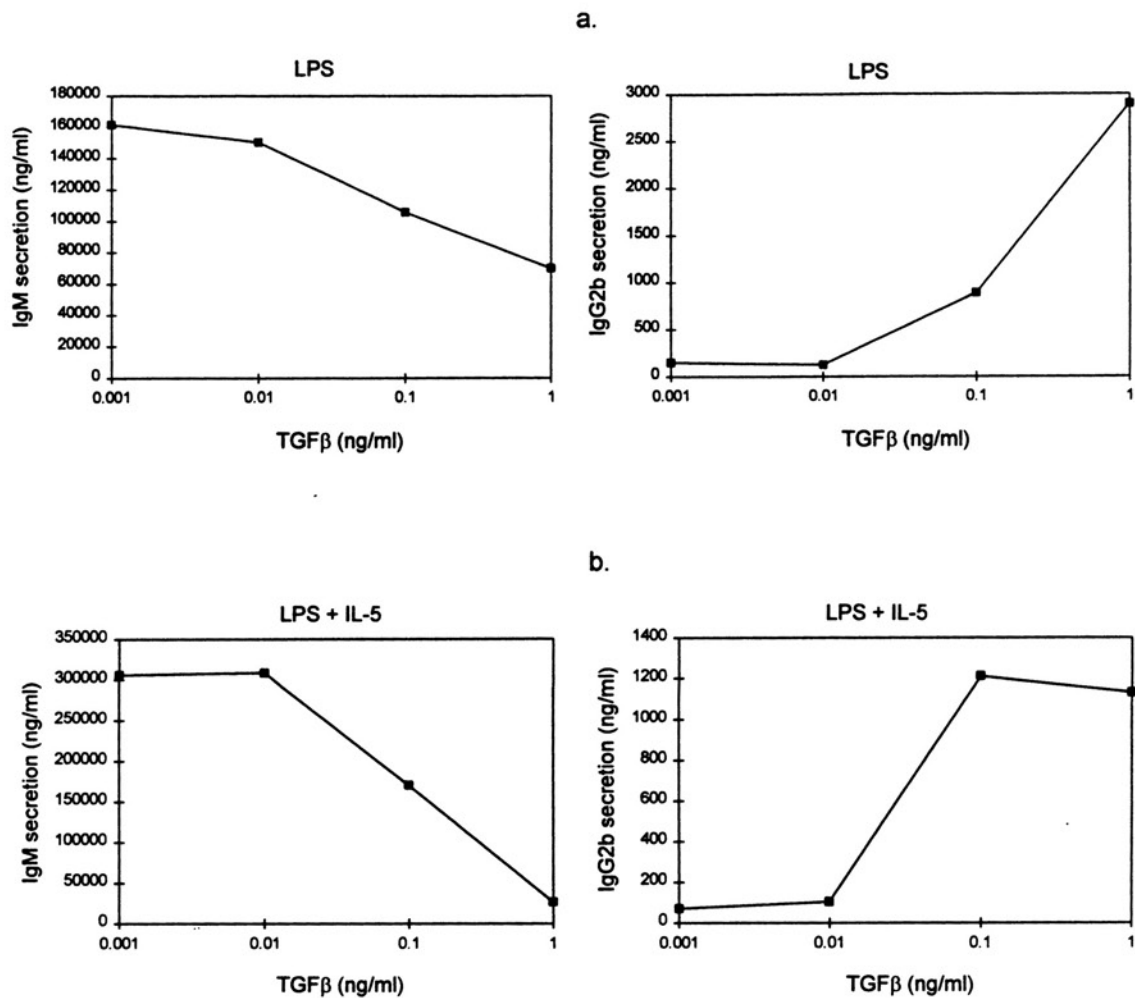 a.
LPS
180000
160000
140000
120000
100000
80000
60000
40000
20000
0
IgM secretion (ng/ml)
0.001 0.01 0.1 1
TGFβ (ng/ml)
LPS
3000
2500
2000
1500
1000
500
0
IgG2b secretion (ng/ml)
0.001 0.01 0.1 1
TGFβ (ng/ml)
b.
LPS + IL-5
350000
300000
250000
200000
150000
100000
50000
0
IgM secretion (ng/ml)
0.001 0.01 0.1 1
TGFβ (ng/ml)
LPS + IL-5
1400
1200
1000
800
600
400
200
0
IgG2b secretion (ng/ml)
0.001 0.01 0.1 1
TGFβ (ng/ml)